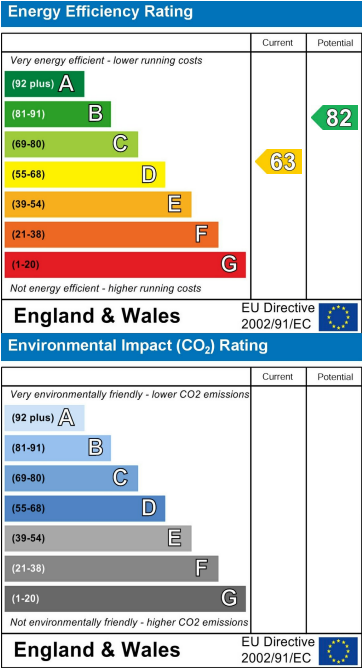 Energy Efficiency Rating
Current Potential
Very energy efficient - lower running costs
(92 plus) A
(81-91) B
82
(69-80) C
(55-68) D
63
(39-54) E
(21-38) F
(1-20) G
Not energy efficient - higher running costs
England & Wales
EU Directive
2002/91/EC
Environmental Impact (CO2) Rating
Current Potential
Very environmentally friendly - lower CO2 emissions
(92 plus) A
(81-91) B
(69-80) C
(55-68) D
(39-54) E
(21-38) F
(1-20) G
Not environmentally friendly - higher CO2 emissions
England & Wales
EU Directive
2002/91/EC